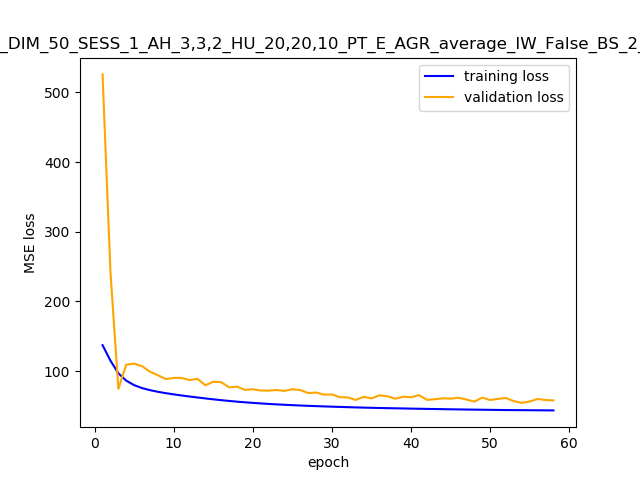 _DIM_50_SESS_1_AH_3,3,2_HU_20,20,10_PT_E_AGR_average_IW_False_BS_2_
training loss
validation loss
500
400
300
200
100
MSE loss
0 10 20 30 40 50 60
epoch